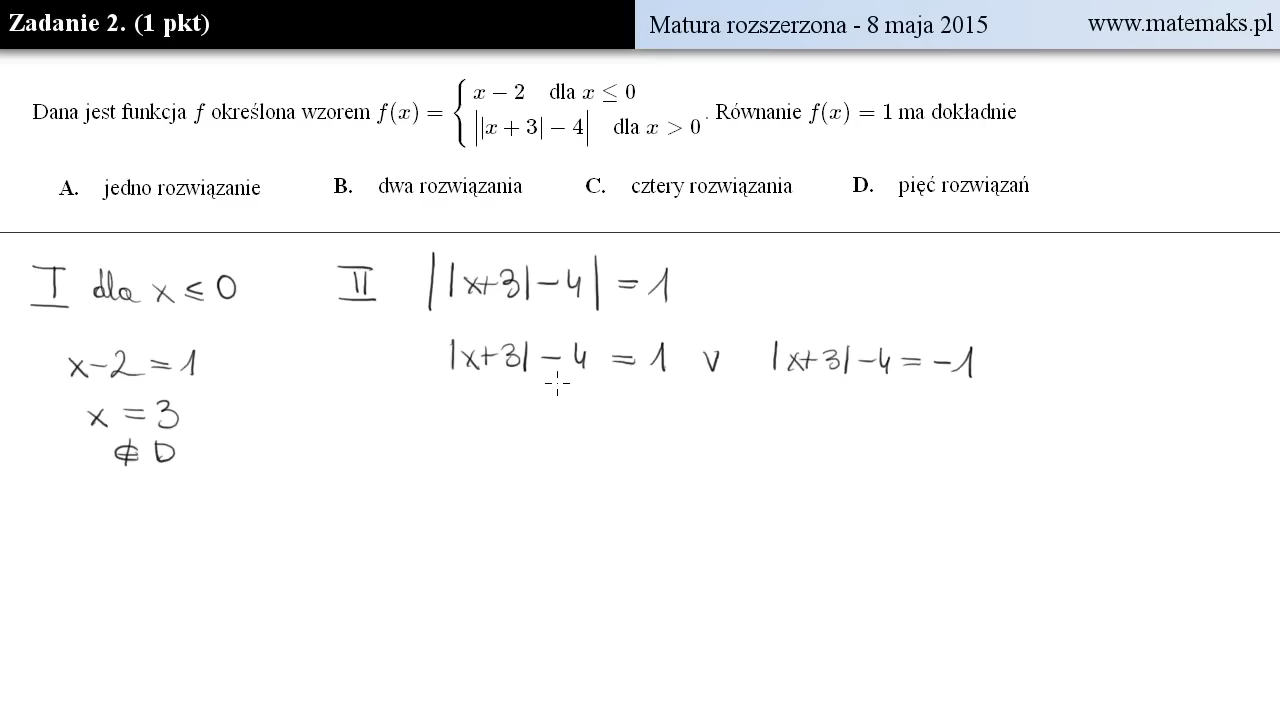 Zadanie 2. (1 pkt)
Matura rozszerzona - 8 maja 2015
www.matemaks.pl
Dana jest funkcja f określona wzorem f(x) = { x − 2 dla x ≤ 0
||x + 3| − 4| dla x > 0 . Równanie f(x) = 1 ma dokładnie
A. jedno rozwiązanie B. dwa rozwiązania C. cztery rozwiązania D. pięć rozwiązań
I dla x ≤ 0
x−2 = 1
x = 3
∉ D
II ||x+3|−4| = 1
|x+3| − 4 = 1 v |x+3| −4 = −1